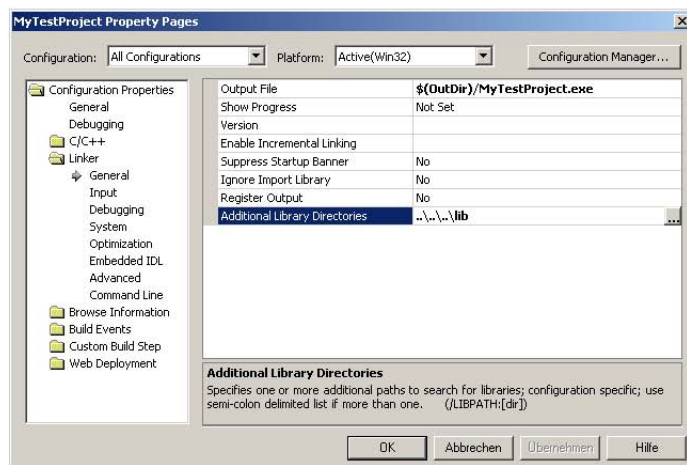 MyTestProject Property Pages
Configuration: All Configurations Platform: Active(Win32) Configuration Manager...
Configuration Properties
General
Debugging
C/C++
Linker
General
Input
Debugging
System
Optimization
Embedded IDL
Advanced
Command Line
Browse Information
Build Events
Custom Build Step
Web Deployment
Output File $(OutDir)/MyTestProject.exe
Show Progress Not Set
Version
Enable Incremental Linking
Suppress Startup Banner No
Ignore Import Library No
Register Output No
Additional Library Directories ..\..\..\lib ...
Additional Library Directories
Specifies one or more additional paths to search for libraries; configuration specific; use
semi-colon delimited list if more than one. (/LIBPATH:[dir])
OK Abbrechen Übernehmen Hilfe